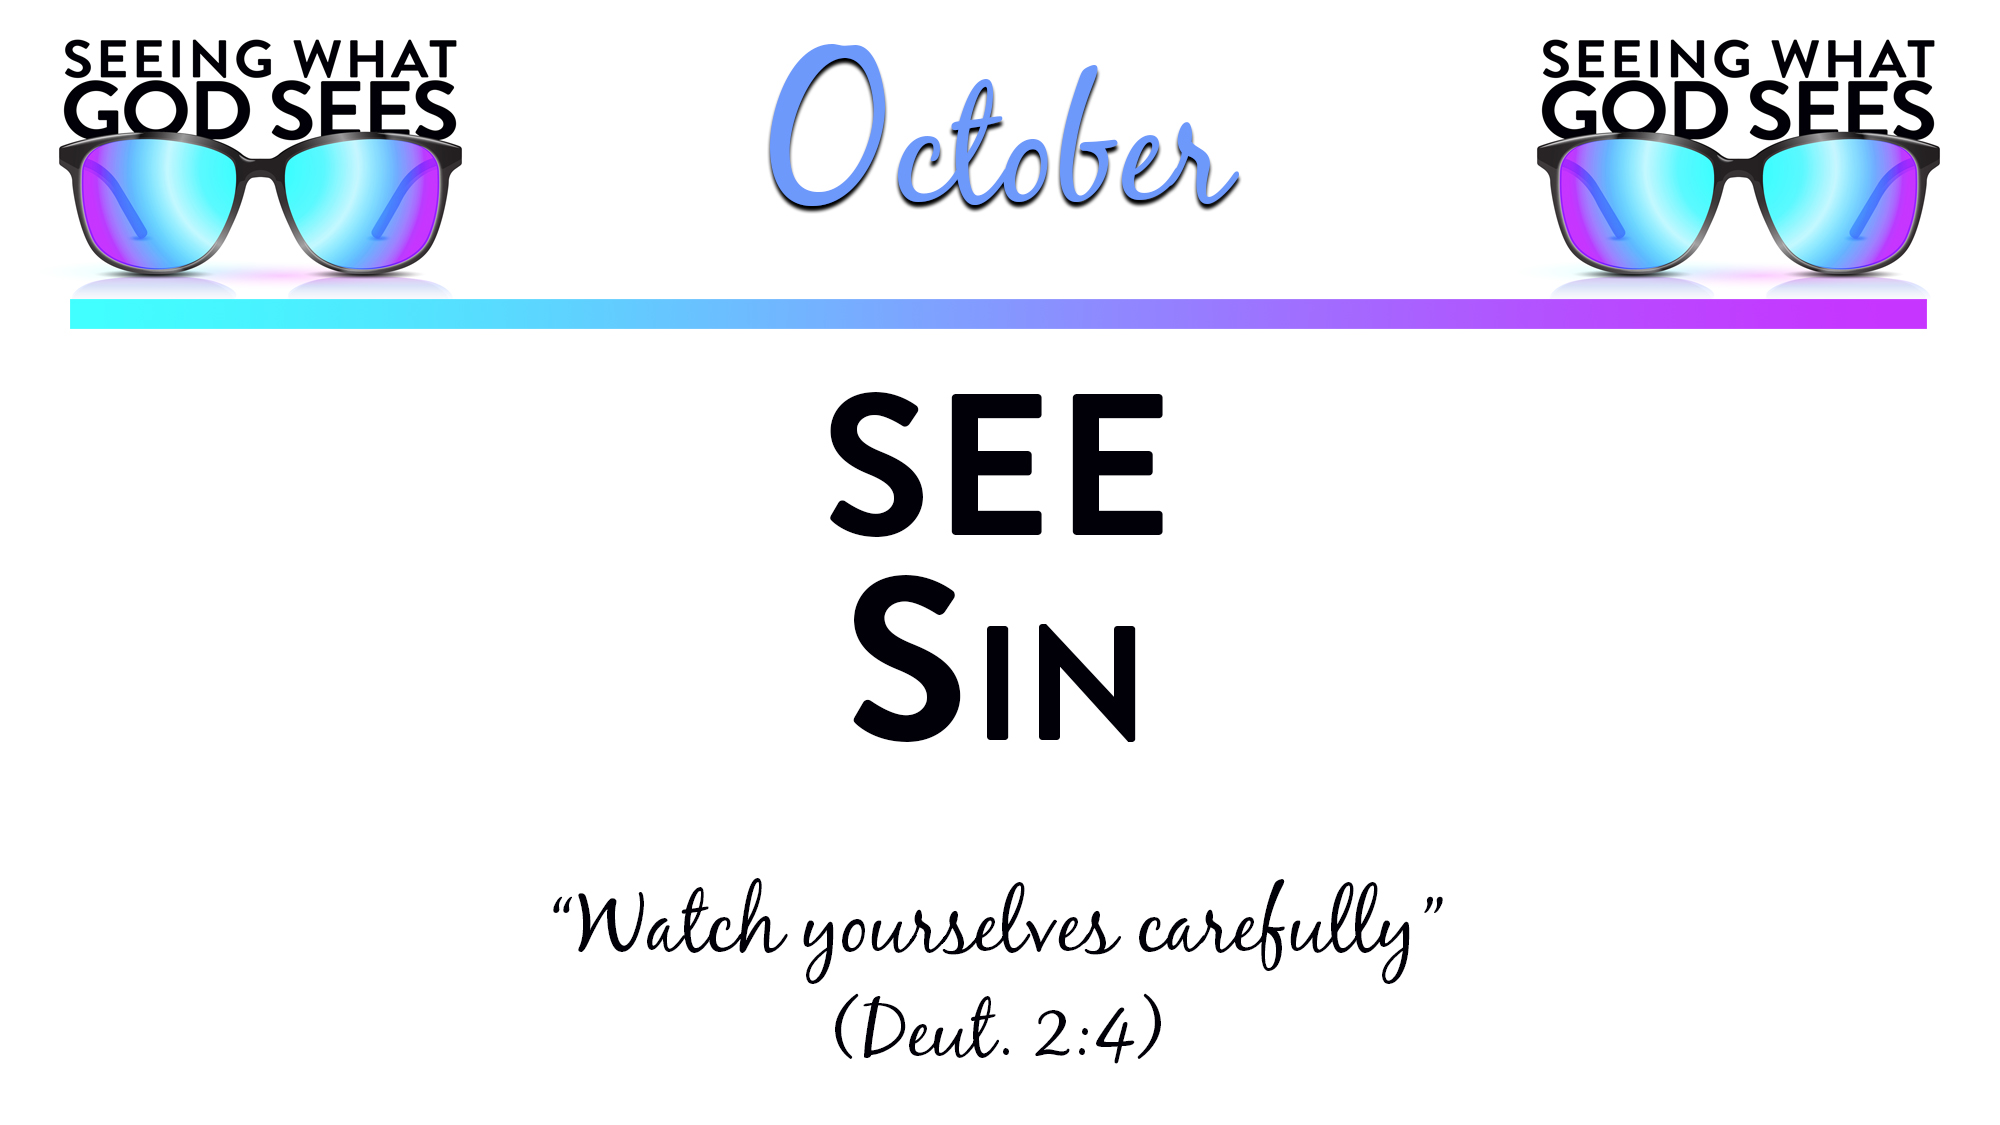 SEEING WHAT
GOD SEES
October
SEEING WHAT
GOD SEES
SEE
SIN
“Watch yourselves carefully”
(Deut. 2:4)